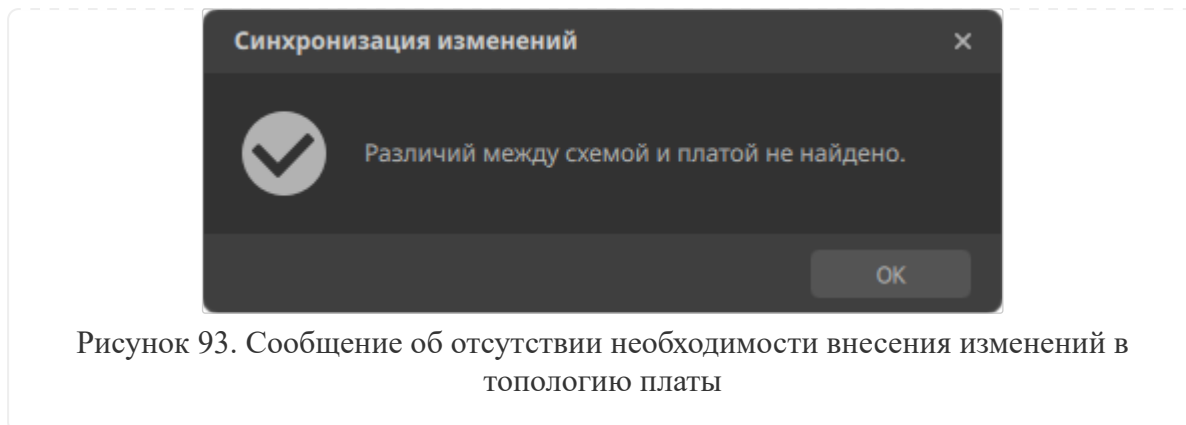 Синхронизация изменений
Различий между схемой и платой не найдено.
OK
Рисунок 93. Сообщение об отсутствии необходимости внесения изменений в
топологию платы